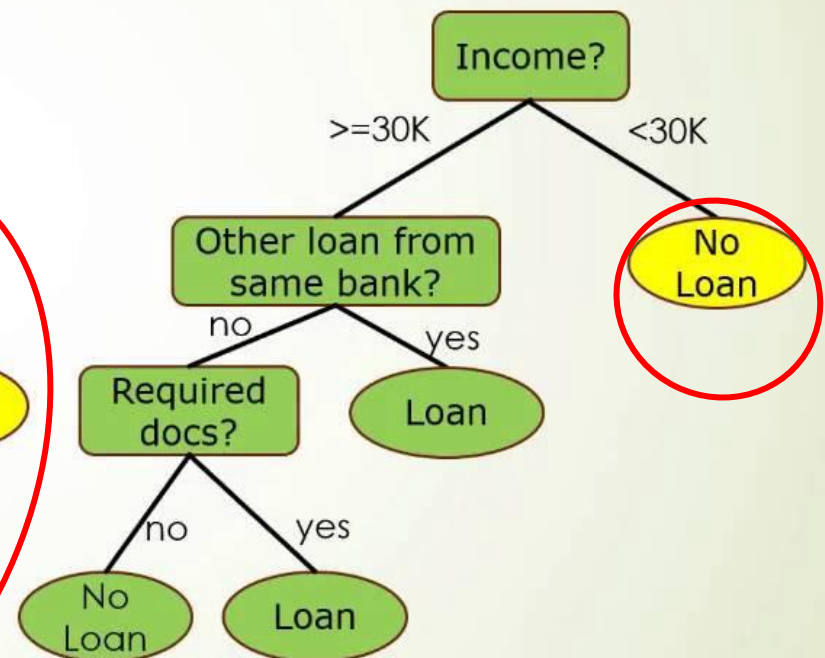 Income?
>=30K
<30K
Other loan from
same bank?
No
Loan
no
yes
Required
docs?
Loan
no
yes
No
Loan
Loan